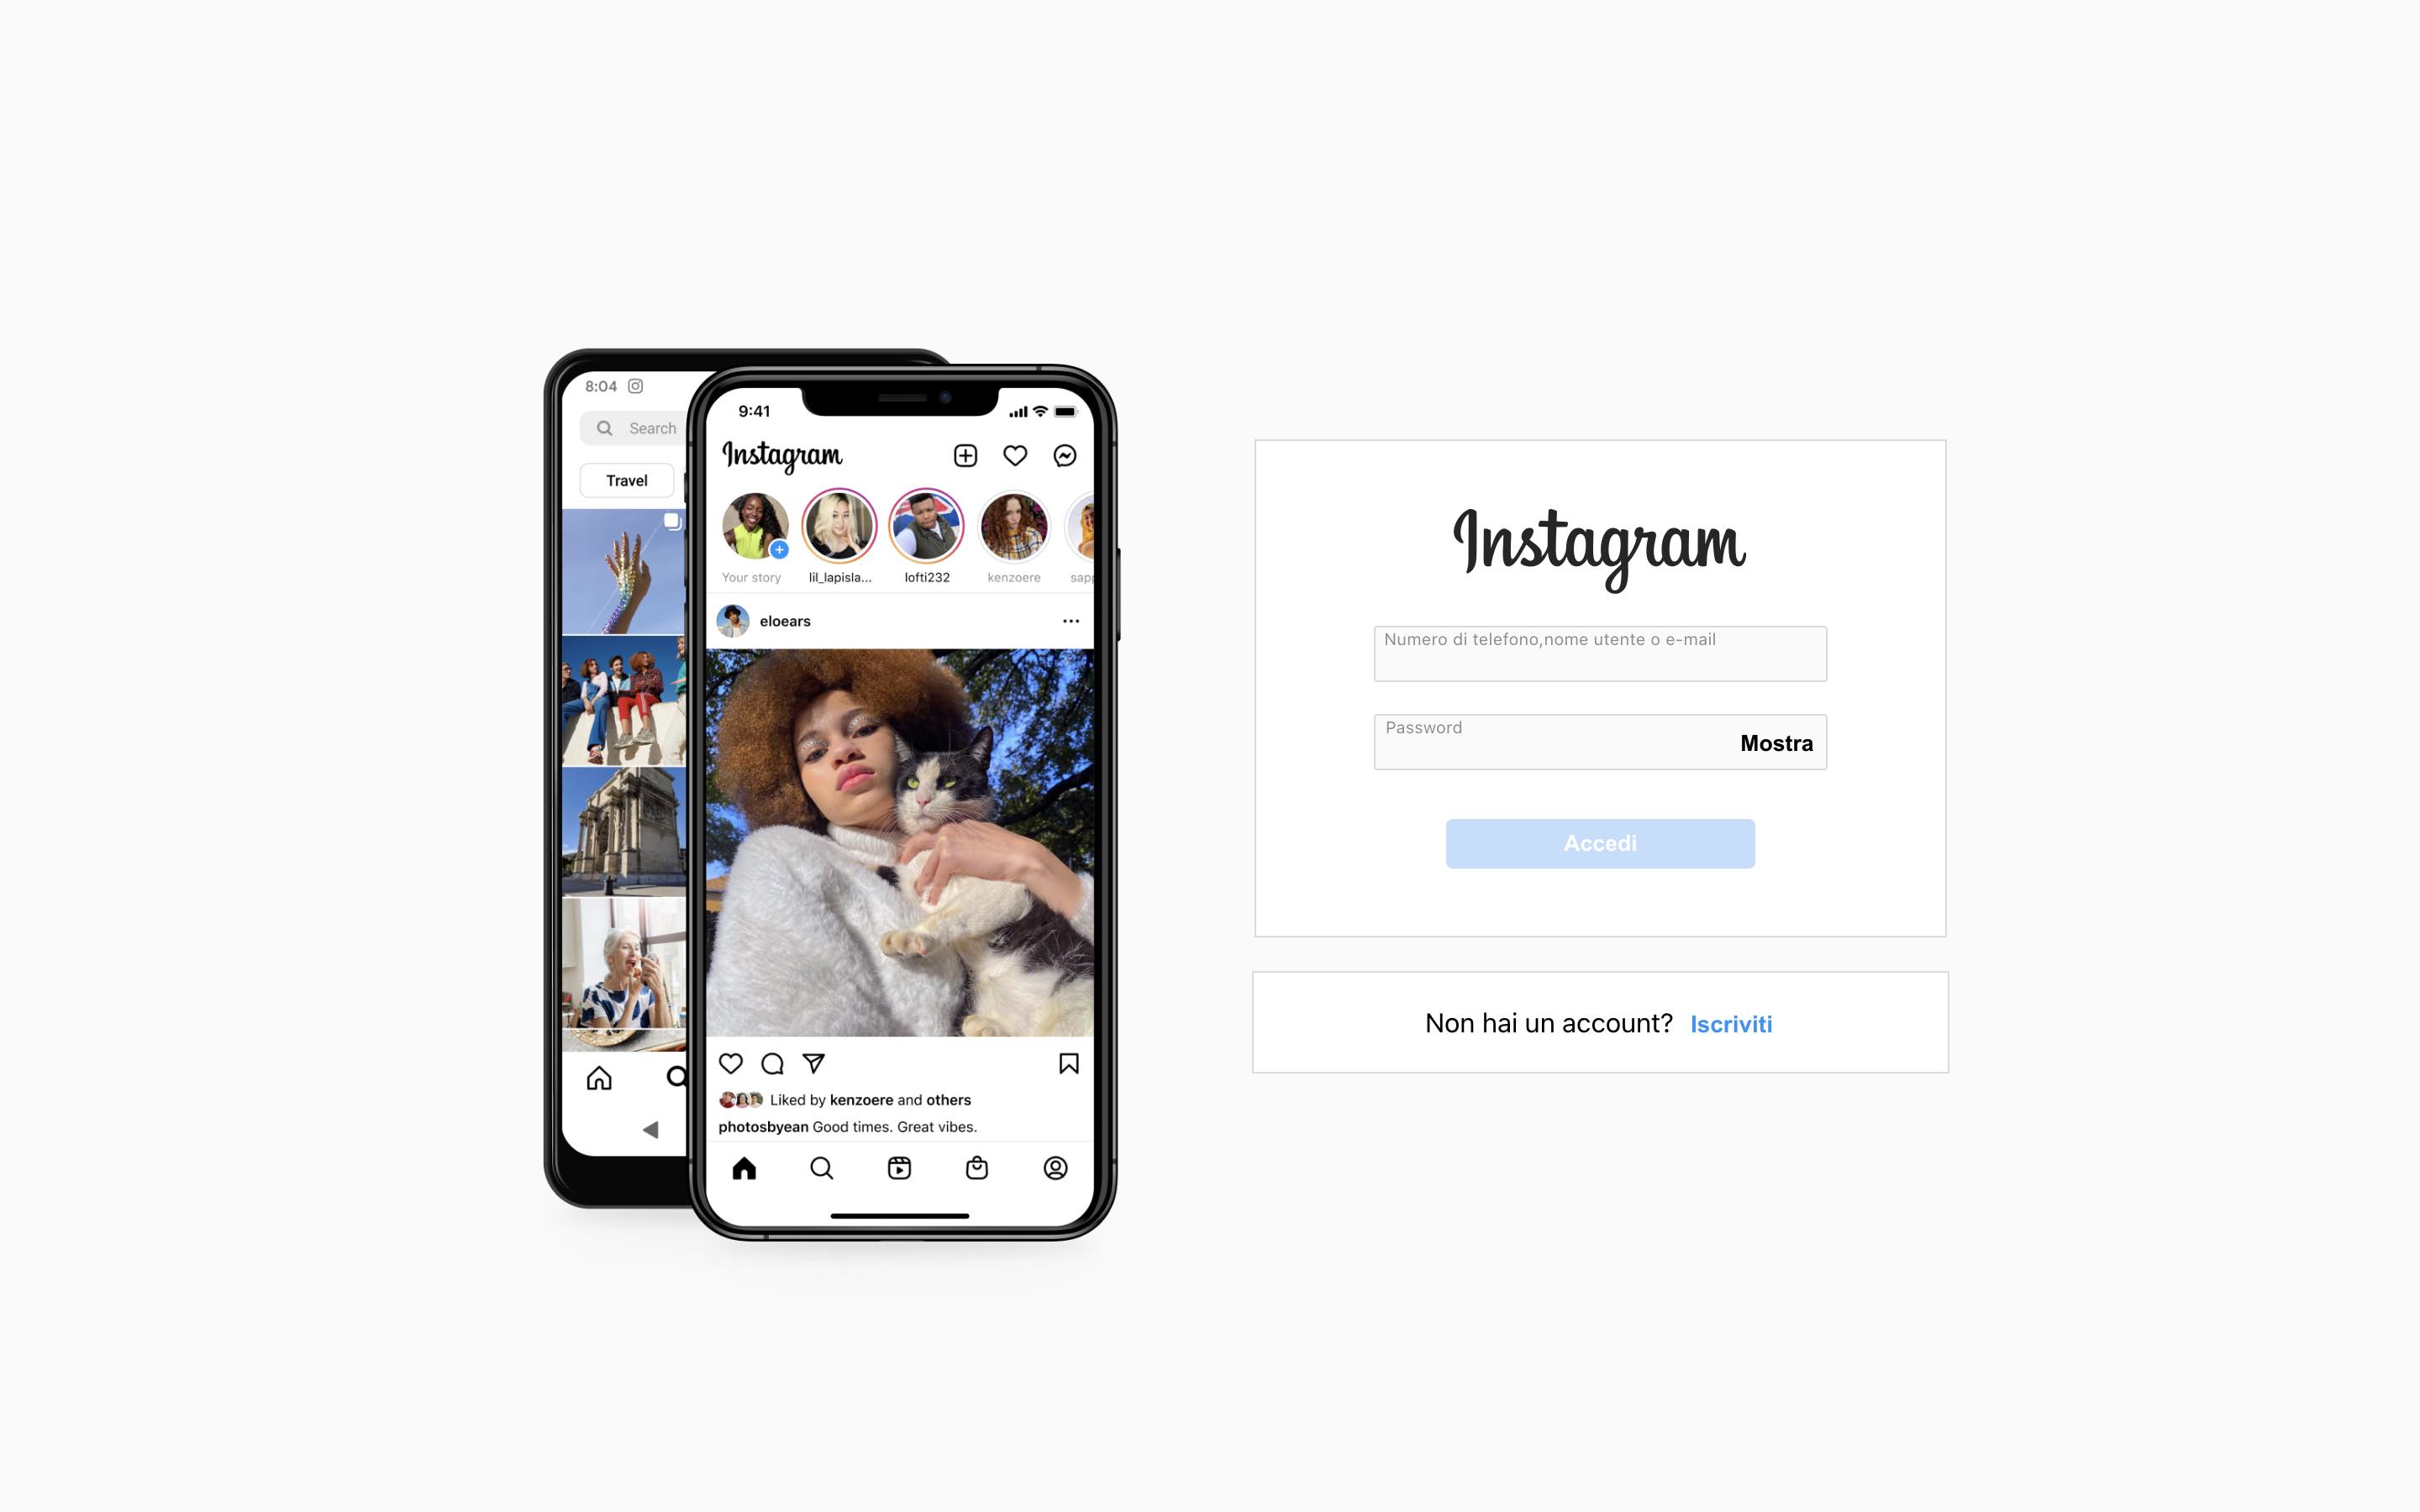 8:04
Search
Travel
9:41
Instagram
Your story
lil_lapisla...
lofti232
kenzoere
sapp
eloears
Liked by kenzoere and others
photosbyean Good times. Great vibes.
Instagram
Numero di telefono,nome utente o e-mail
Password
Mostra
Accedi
Non hai un account? Iscriviti